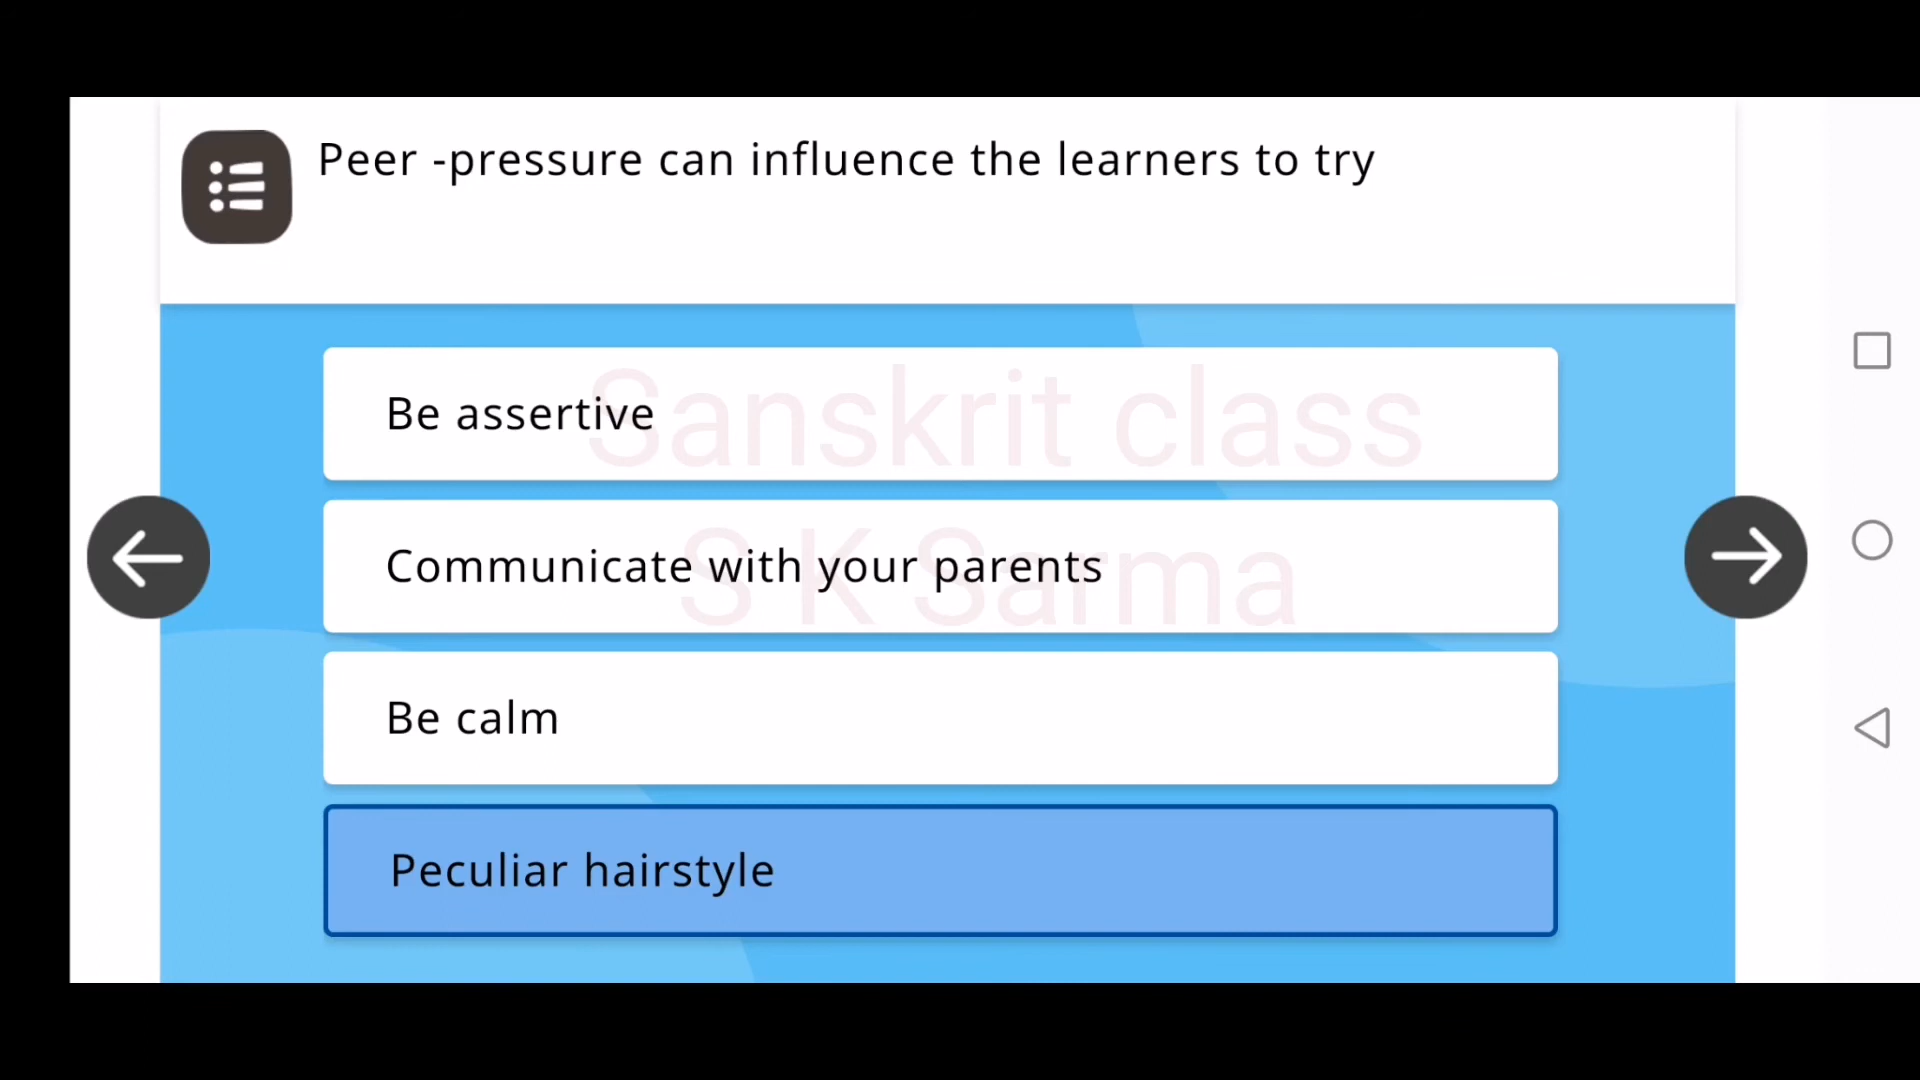 Peer -pressure can influence the learners to try
Be assertive
Sanskrit class
Communicate with your parents
S K Sarma
Be calm
Peculiar hairstyle